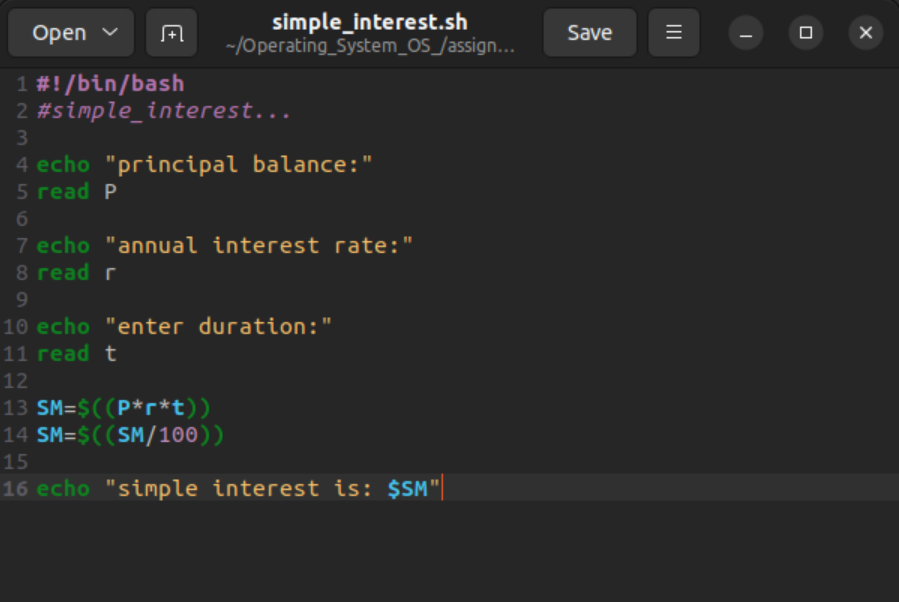 Open
simple_interest.sh
~/Operating_System_OS_/assign...
Save
1 #!/bin/bash
2 #simple_interest...
3
4 echo "principal balance:"
5 read P
6
7 echo "annual interest rate:"
8 read r
9
10 echo "enter duration:"
11 read t
12
13 SM=$((P*r*t))
14 SM=$((SM/100))
15
16 echo "simple interest is: $SM"